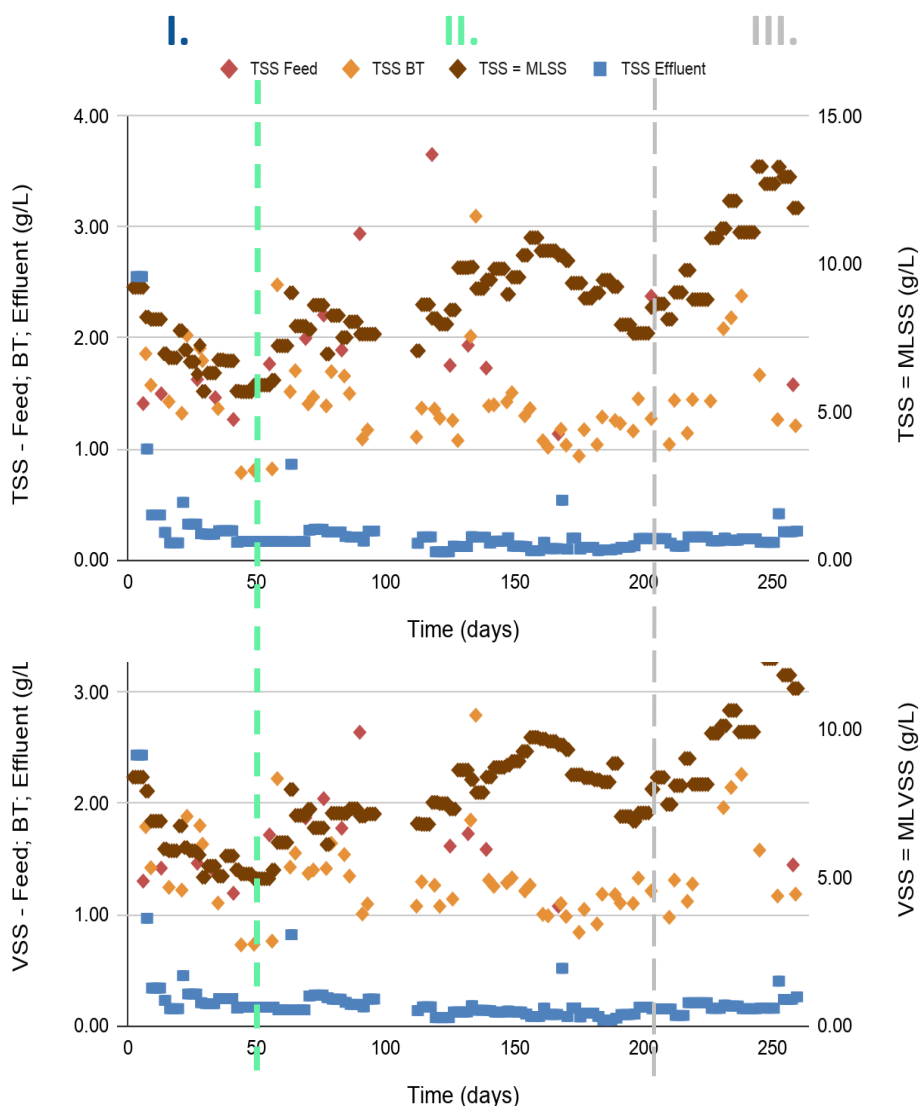 I.
II.
III.
TSS Feed
TSS BT
TSS = MLSS
TSS Effluent
TSS - Feed; BT; Effluent (g/L)
4.00
3.00
2.00
1.00
0.00
15.00
10.00
5.00
0.00
TSS = MLSS (g/L)
0
50
100
150
200
250
Time (days)
VSS - Feed; BT; Effluent (g/L
3.00
2.00
1.00
0.00
10.00
5.00
0.00
VSS = MLVSS (g/L)
0
50
100
150
200
250
Time (days)